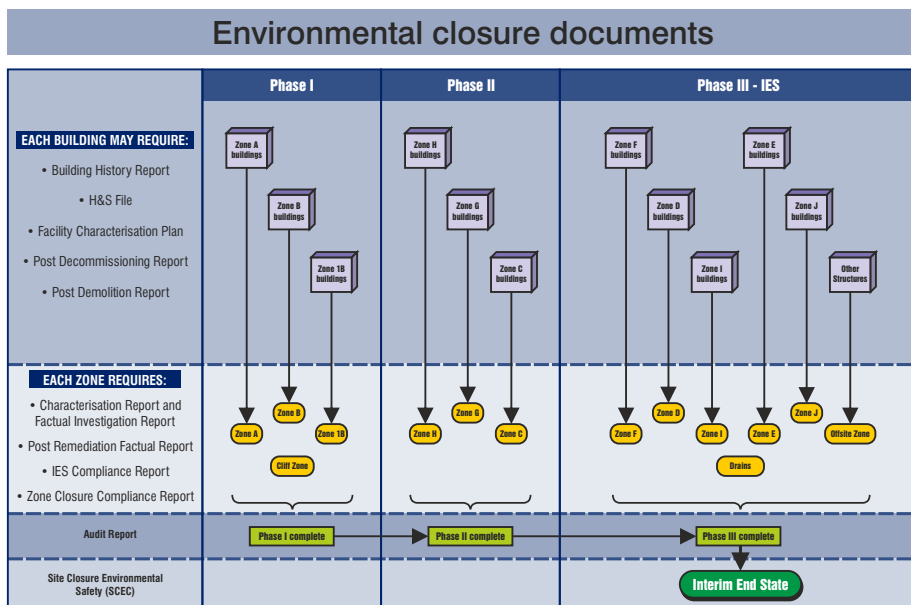 Environmental closure documents
Phase I
Phase II
Phase III - IES
EACH BUILDING MAY REQUIRE:
• Building History Report
• H&S File
• Facility Characterisation Plan
• Post Decommissioning Report
• Post Demolition Report
Zone A
buildings
Zone B
buildings
Zone 1B
buildings
Zone H
buildings
Zone G
buildings
Zone C
buildings
Zone F
buildings
Zone D
buildings
Zone I
buildings
Zone E
buildings
Zone J
buildings
Other
Structures
EACH ZONE REQUIRES:
• Characterisation Report and
Factual Investigation Report
• Post Remediation Factual Report
• IES Compliance Report
• Zone Closure Compliance Report
Zone A
Zone B
Zone 1B
Cliff Zone
Zone H
Zone G
Zone C
Zone F
Zone D
Zone I
Zone E
Zone J
Offsite Zone
Drains
Audit Report
Phase I complete
Phase II complete
Phase III complete
Site Closure Environmental
Safety (SCEC)
Interim End State